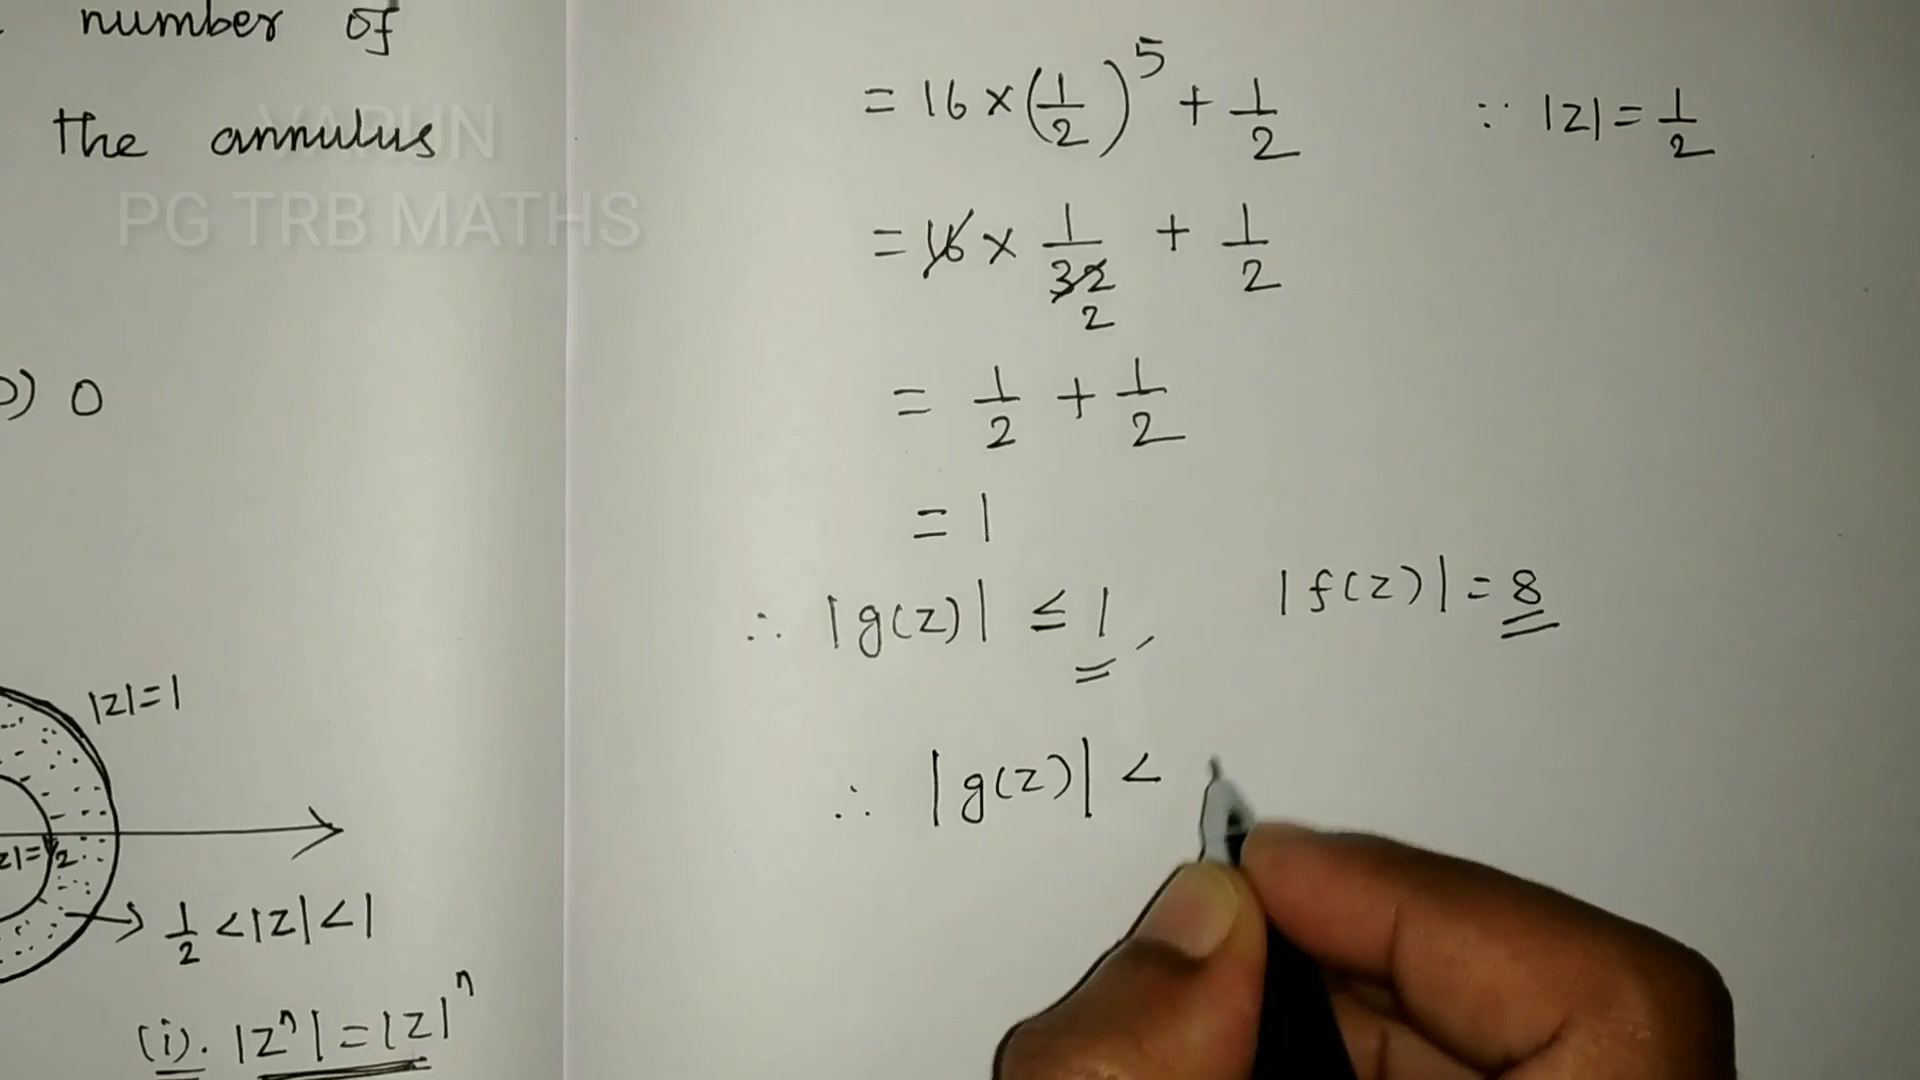 number of
the annulus
VARUN
PG TRB MATHS
D) 0
|z|=1
|z|=1/2
→ 1/2 <|z|<1
(i). |zⁿ|=|z|ⁿ
= 16 × (1/2)⁵ + 1/2 ∵ |z|= 1/2
= 16 × 1/32 + 1/2
2
= 1/2 + 1/2
= 1
∴ |g(z)| ≤ 1, |f(z)| = 8
∴ |g(z)| <